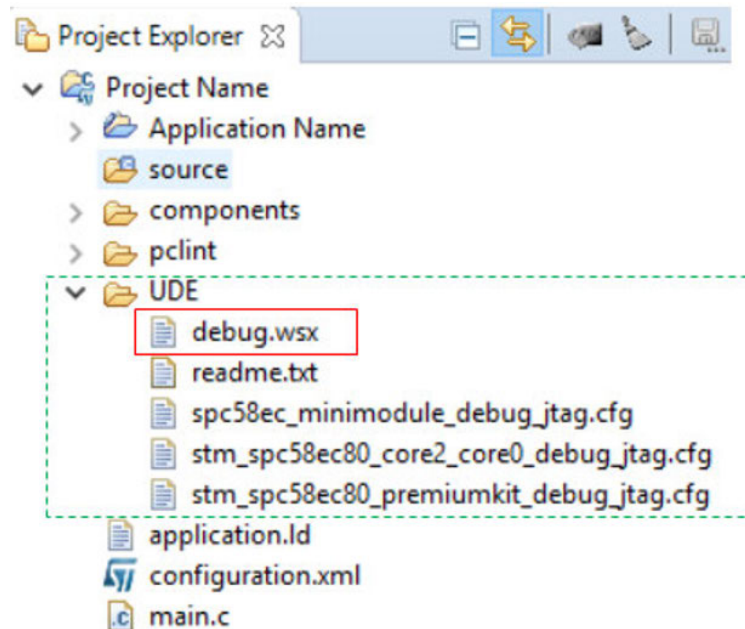 Project Explorer
Project Name
Application Name
source
components
pclint
UDE
debug.wsx
readme.txt
spc58ec_minimodule_debug_jtag.cfg
stm_spc58ec80_core2_core0_debug_jtag.cfg
stm_spc58ec80_premiumkit_debug_jtag.cfg
application.ld
configuration.xml
main.c